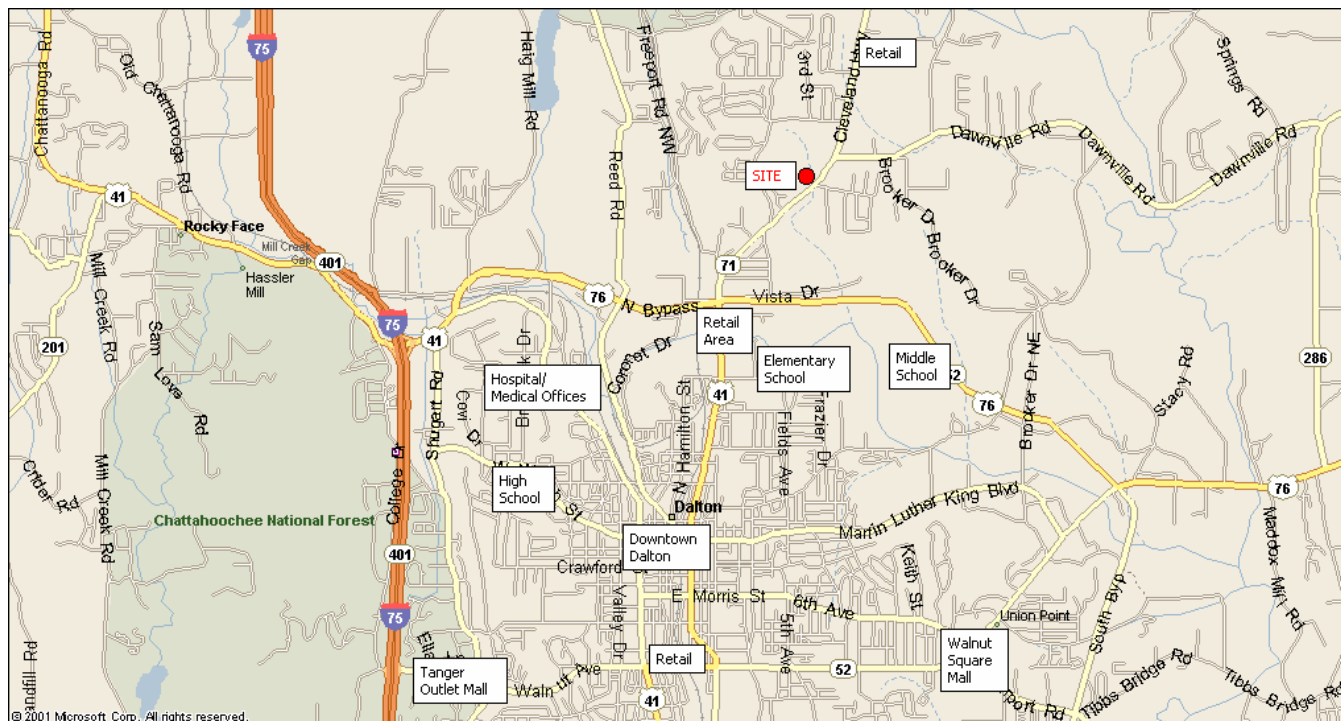 Chattanooga Rd
Old Chattanooga Rd
75
Haig Mill Rd
Freeport Rd NW
3rd St
Retail
Cleveland Hwy
Springs Rd
Dawnville Rd
Dawnville Rd
Dawnville Rd
Reed Rd
SITE
Brooker Dr
Brooker Dr
41
Rocky Face
Mill Creek
Gap
401
Hassler
Mill
71
76
N Bypass
Vista Dr
75
41
Retail
Area
Coronet Dr
Elementary
School
Middle
School
52
286
201
Mill Creek Rd
Sam Love Rd
Shugart Rd
Hospital/
Medical Offices
41
76
Brooker Dr NE
Stacy Rd
N Hamilton St
Fields Ave
Frazier Dr
Crider Rd
Mill Creek Rd
College Dr
High
School
St
Dalton
Martin Luther King Blvd
76
Chattahoochee National Forest
401
Downtown
Dalton
Crawford St
Keith St
South Byp
Maddox Mill Rd
75
Valley Dr
E Morris St
6th Ave
5th Ave
Union Point
Walnut
Square
Mall
Tanger
Outlet Mall
Walnut Ave
Retail
52
41
Tibbs Bridge Rd
Tibbs Bridge Rd
© 2001 Microsoft Corp. All rights reserved.